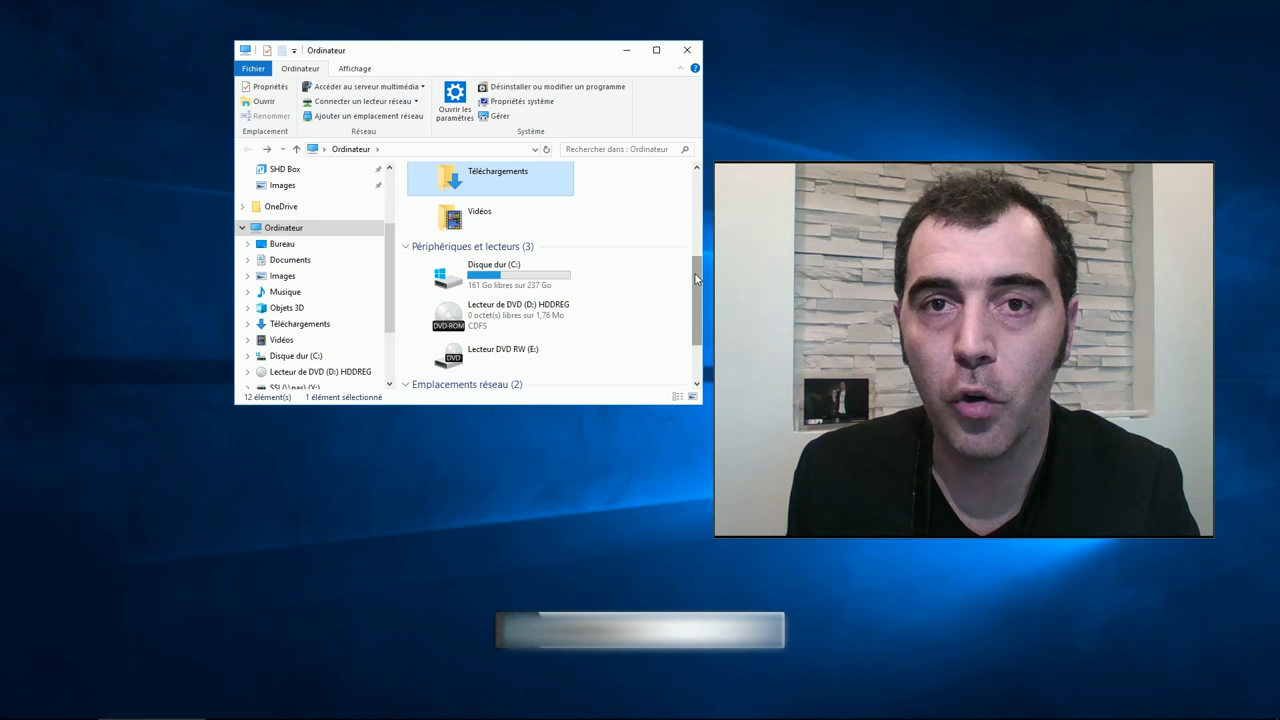 Ordinateur
Fichier
Ordinateur
Affichage
Propriétés
Ouvrir
Renommer
Emplacement
Accéder au serveur multimédia
Connecter un lecteur réseau
Ajouter un emplacement réseau
Réseau
Ouvrir les
paramètres
Désinstaller ou modifier un programme
Propriétés système
Gérer
Système
Ordinateur
Rechercher dans : Ordinateur
SHD Box
Images
OneDrive
Ordinateur
Bureau
Documents
Images
Musique
Objets 3D
Téléchargements
Vidéos
Disque dur (C:)
Lecteur de DVD (D:) HDDREG
Téléchargements
Vidéos
Périphériques et lecteurs (3)
Disque dur (C:)
161 Go libres sur 237 Go
Lecteur de DVD (D:) HDDREG
0 octet(s) libres sur 1,76 Mo
CDFS
DVD-ROM
Lecteur DVD RW (E:)
DVD
Emplacements réseau (2)
12 élément(s)
1 élément sélectionné